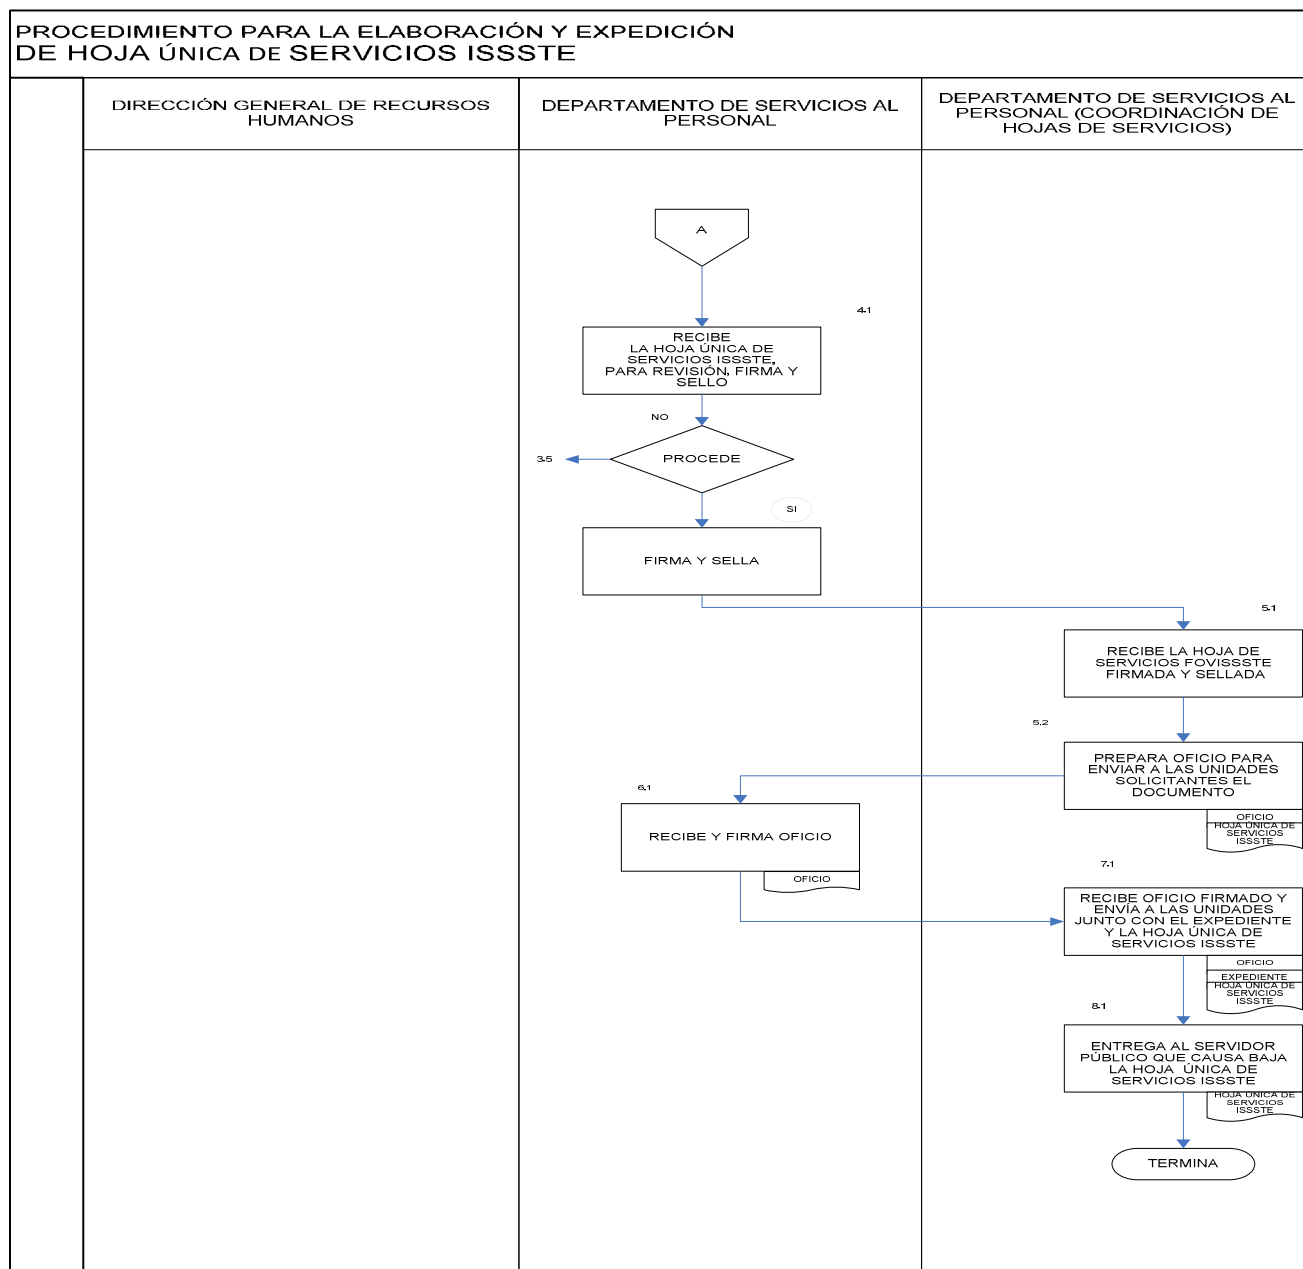 PROCEDIMIENTO PARA LA ELABORACIÓN Y EXPEDICIÓN
DE HOJA ÚNICA DE SERVICIOS ISSSTE
DIRECCIÓN GENERAL DE RECURSOS
HUMANOS
DEPARTAMENTO DE SERVICIOS AL
PERSONAL
DEPARTAMENTO DE SERVICIOS AL
PERSONAL (COORDINACIÓN DE
HOJAS DE SERVICIOS)
A
4.1
RECIBE
LA HOJA ÚNICA DE
SERVICIOS ISSSTE,
PARA REVISIÓN, FIRMA Y
SELLO
NO
3.5
PROCEDE
SI
FIRMA Y SELLA
5.1
RECIBE LA HOJA DE
SERVICIOS FOVISSSTE
FIRMADA Y SELLADA
5.2
PREPARA OFICIO PARA
ENVIAR A LAS UNIDADES
SOLICITANTES EL
DOCUMENTO
OFICIO
HOJA ÚNICA DE
SERVICIOS
ISSSTE
6.1
RECIBE Y FIRMA OFICIO
OFICIO
7.1
RECIBE OFICIO FIRMADO Y
ENVÍA A LAS UNIDADES
JUNTO CON EL EXPEDIENTE
Y LA HOJA ÚNICA DE
SERVICIOS ISSSTE
OFICIO
EXPEDIENTE
HOJA ÚNICA DE
SERVICIOS
ISSSTE
8.1
ENTREGA AL SERVIDOR
PÚBLICO QUE CAUSA BAJA
LA HOJA ÚNICA DE
SERVICIOS ISSSTE
HOJA ÚNICA DE
SERVICIOS
ISSSTE
TERMINA